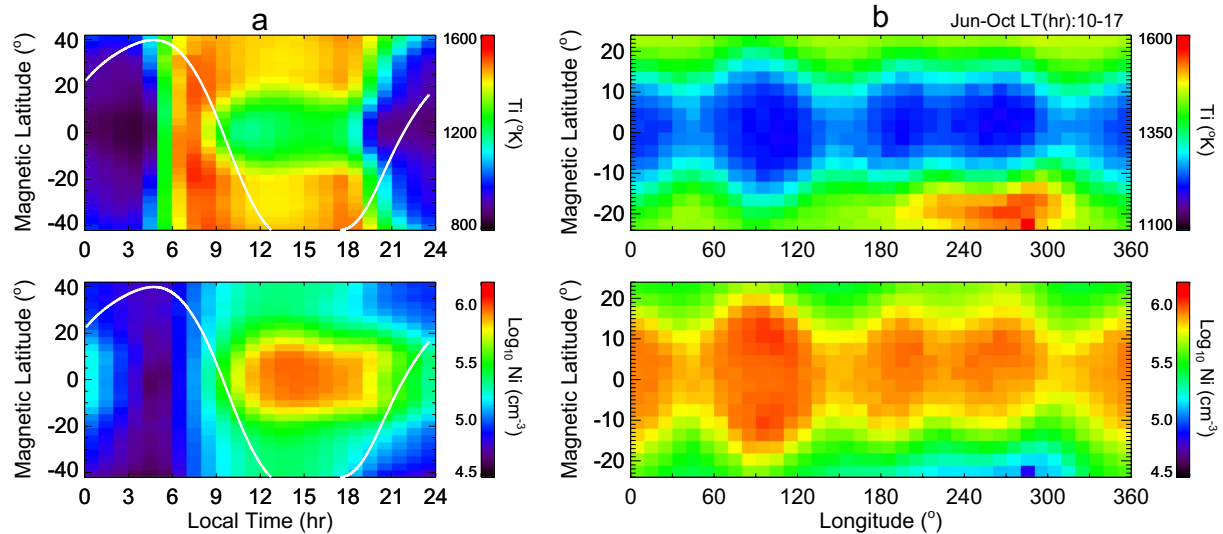 a
b
Jun-Oct LT(hr):10-17
Magnetic Latitude (°)
40
20
0
-20
-40
0 3 6 9 12 15 18 21 24
1600
1200
800
Ti (°K)
Magnetic Latitutude (°)
20
10
0
-10
-20
0 60 120 180 240 300 360
1600
1350
1100
Ti (°K)
Magnetic Latitude (°)
40
20
0
-20
-40
0 3 6 9 12 15 18 21 24
Local Time (hr)
6.0
5.5
5.0
4.5
Log₁₀ Ni (cm⁻³)
Magnetic Latitude (°)
20
10
0
-10
-20
0 60 120 180 240 300 360
Longitude (°)
6.0
5.5
5.0
4.5
Log₁₀ Ni (cm⁻³)